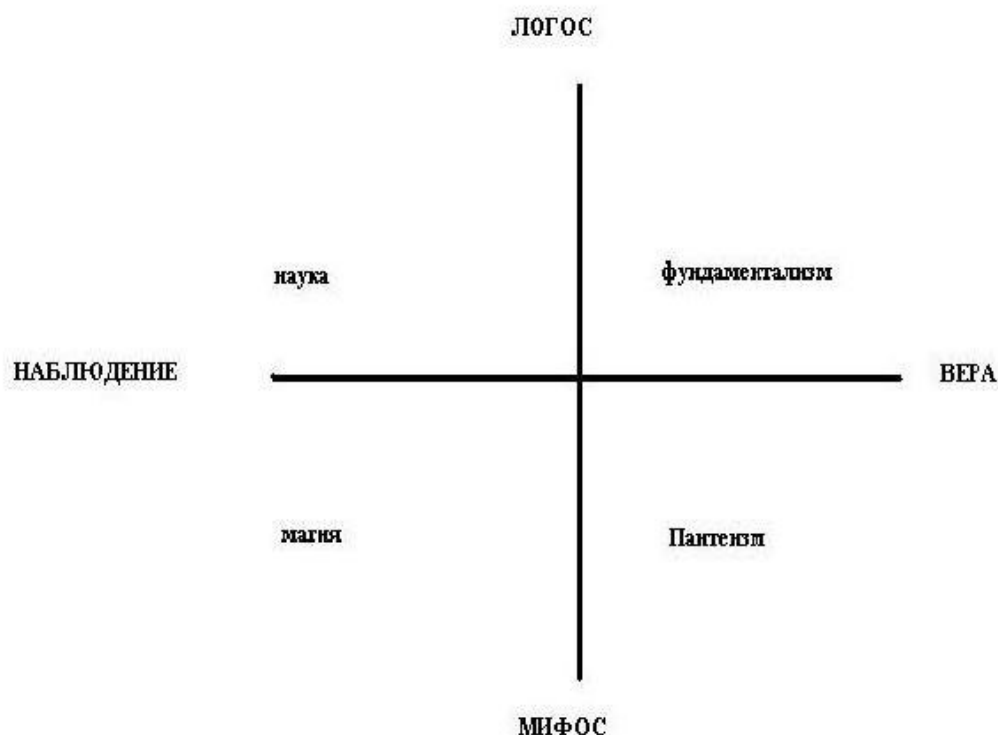 ЛОГОС
наука
фундаментализм
НАБЛЮДЕНИЕ
ВЕРА
магия
Пантеизм
МИФОС